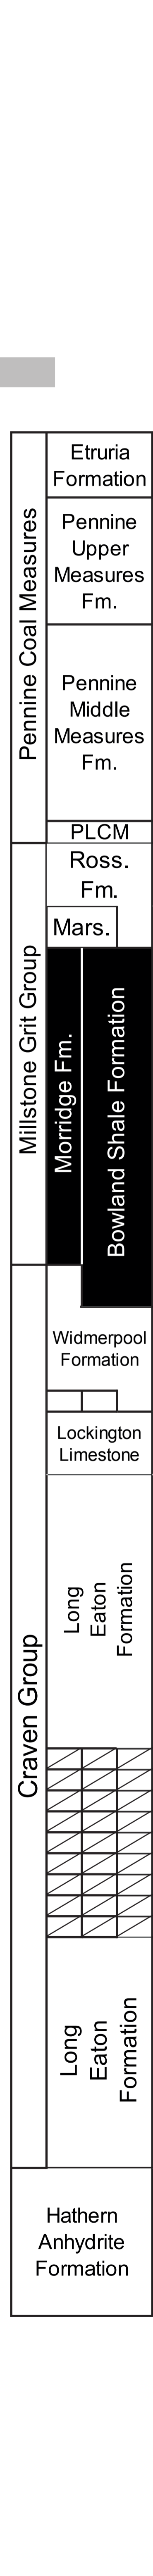 Pennine Coal Measures
Etruria
Formation
Pennine
Upper
Measures
Fm.
Pennine
Middle
Measures
Fm.
PLCM
Millstone Grit Group
Ross.
Fm.
Mars.
Morridge Fm.
Bowland Shale Formation
Craven Group
Widmerpool
Formation
Lockington
Limestone
Long
Eaton
Formation
Long
Eaton
Formation
Hathern
Anhydrite
Formation